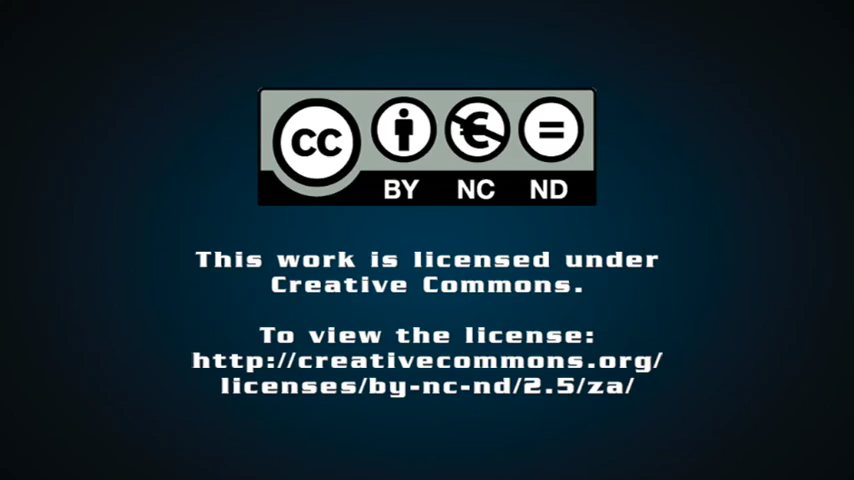 CC
BY NC ND
This work is licensed under
Creative Commons.
To view the license:
http://creativecommons.org/
licenses/by-nc-nd/2.5/za/